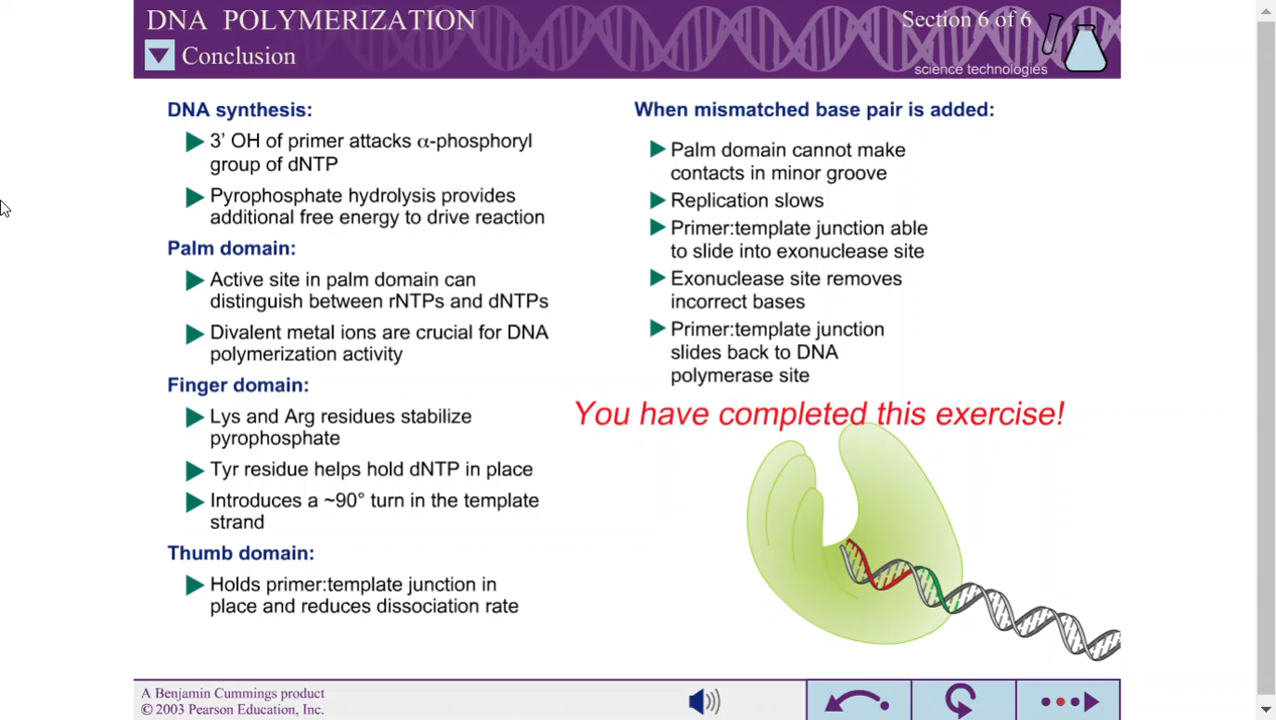 DNA POLYMERIZATION
Section 6 of 6
Conclusion
science technologies
DNA synthesis:
3’ OH of primer attacks α-phosphoryl
group of dNTP
Pyrophosphate hydrolysis provides
additional free energy to drive reaction
Palm domain:
Active site in palm domain can
distinguish between rNTPs and dNTPs
Divalent metal ions are crucial for DNA
polymerization activity
Finger domain:
Lys and Arg residues stabilize
pyrophosphate
Tyr residue helps hold dNTP in place
Introduces a ~90° turn in the template
strand
Thumb domain:
Holds primer:template junction in
place and reduces dissociation rate
When mismatched base pair is added:
Palm domain cannot make
contacts in minor groove
Replication slows
Primer:template junction able
to slide into exonuclease site
Exonuclease site removes
incorrect bases
Primer:template junction
slides back to DNA
polymerase site
You have completed this exercise!
A Benjamin Cummings product
© 2003 Pearson Education, Inc.